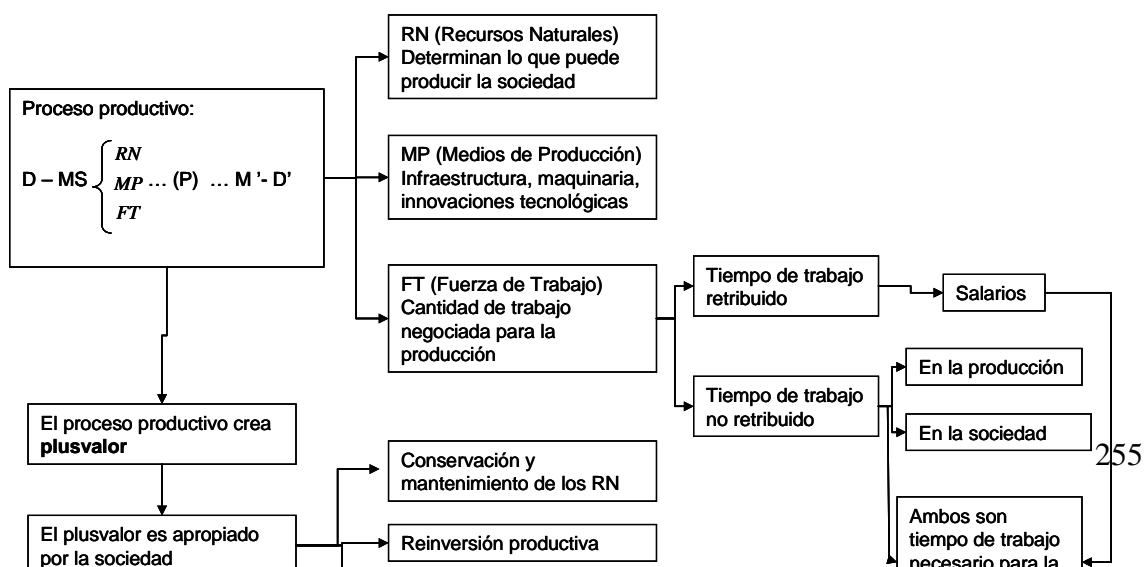 RN (Recursos Naturales)
Determinan lo que puede
producir la sociedad
Proceso productivo:
RN
D – MS { MP ... (P) ... M '- D'
FT
MP (Medios de Producción)
Infraestructura, maquinaria,
innovaciones tecnológicas
FT (Fuerza de Trabajo)
Cantidad de trabajo
negociada para la
producción
Tiempo de trabajo
retribuido
Salarios
Tiempo de trabajo
no retribuido
En la producción
En la sociedad
255
El proceso productivo crea
plusvalor
Conservación y
mantenimiento de los RN
El plusvalor es apropiado
por la sociedad
Reinversión productiva
Ambos son
tiempo de trabajo
necesario para la